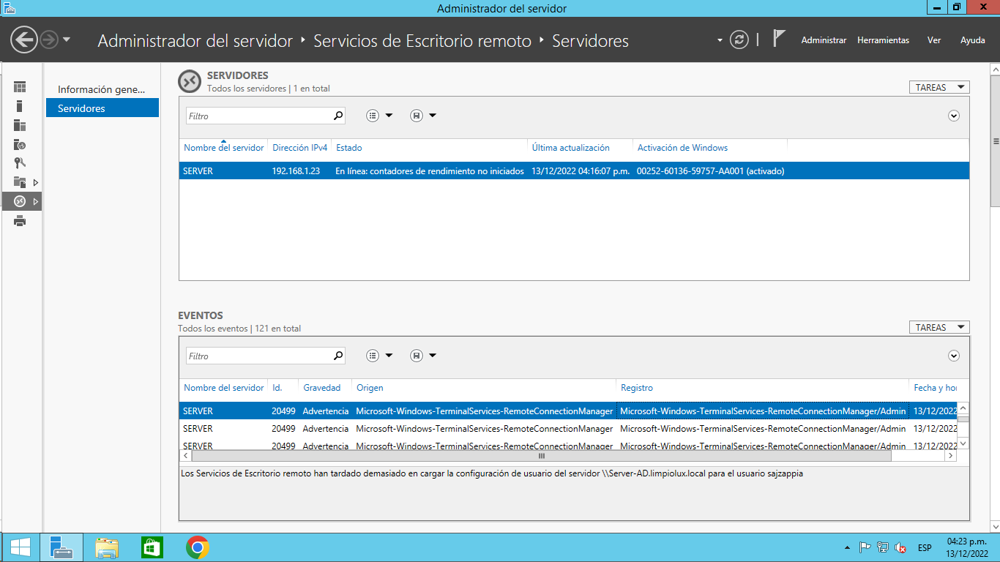 Administrador del servidor
Administrador del servidor ‣ Servicios de Escritorio remoto ‣ Servidores
Administrar Herramientas Ver Ayuda
Información gene...
Servidores
SERVIDORES
Todos los servidores | 1 en total
TAREAS
Filtro
Nombre del servidor Dirección IPv4 Estado Última actualización Activación de Windows
SERVER 192.168.1.23 En línea: contadores de rendimiento no iniciados 13/12/2022 04:16:07 p.m. 00252-60136-59757-AA001 (activado)
EVENTOS
Todos los eventos | 121 en total
TAREAS
Filtro
Nombre del servidor Id. Gravedad Origen Registro Fecha y hor
SERVER 20499 Advertencia Microsoft-Windows-TerminalServices-RemoteConnectionManager Microsoft-Windows-TerminalServices-RemoteConnectionManager/Admin 13/12/2022
SERVER 20499 Advertencia Microsoft-Windows-TerminalServices-RemoteConnectionManager Microsoft-Windows-TerminalServices-RemoteConnectionManager/Admin 13/12/2022
SERVER 20499 Advertencia Microsoft-Windows-TerminalServices-RemoteConnectionManager Microsoft-Windows-TerminalServices-RemoteConnectionManager/Admin 13/12/2022
Los Servicios de Escritorio remoto han tardado demasiado en cargar la configuración de usuario del servidor \\Server-AD.limpiolux.local para el usuario sajzappia
ESP
04:23 p.m.
13/12/2022